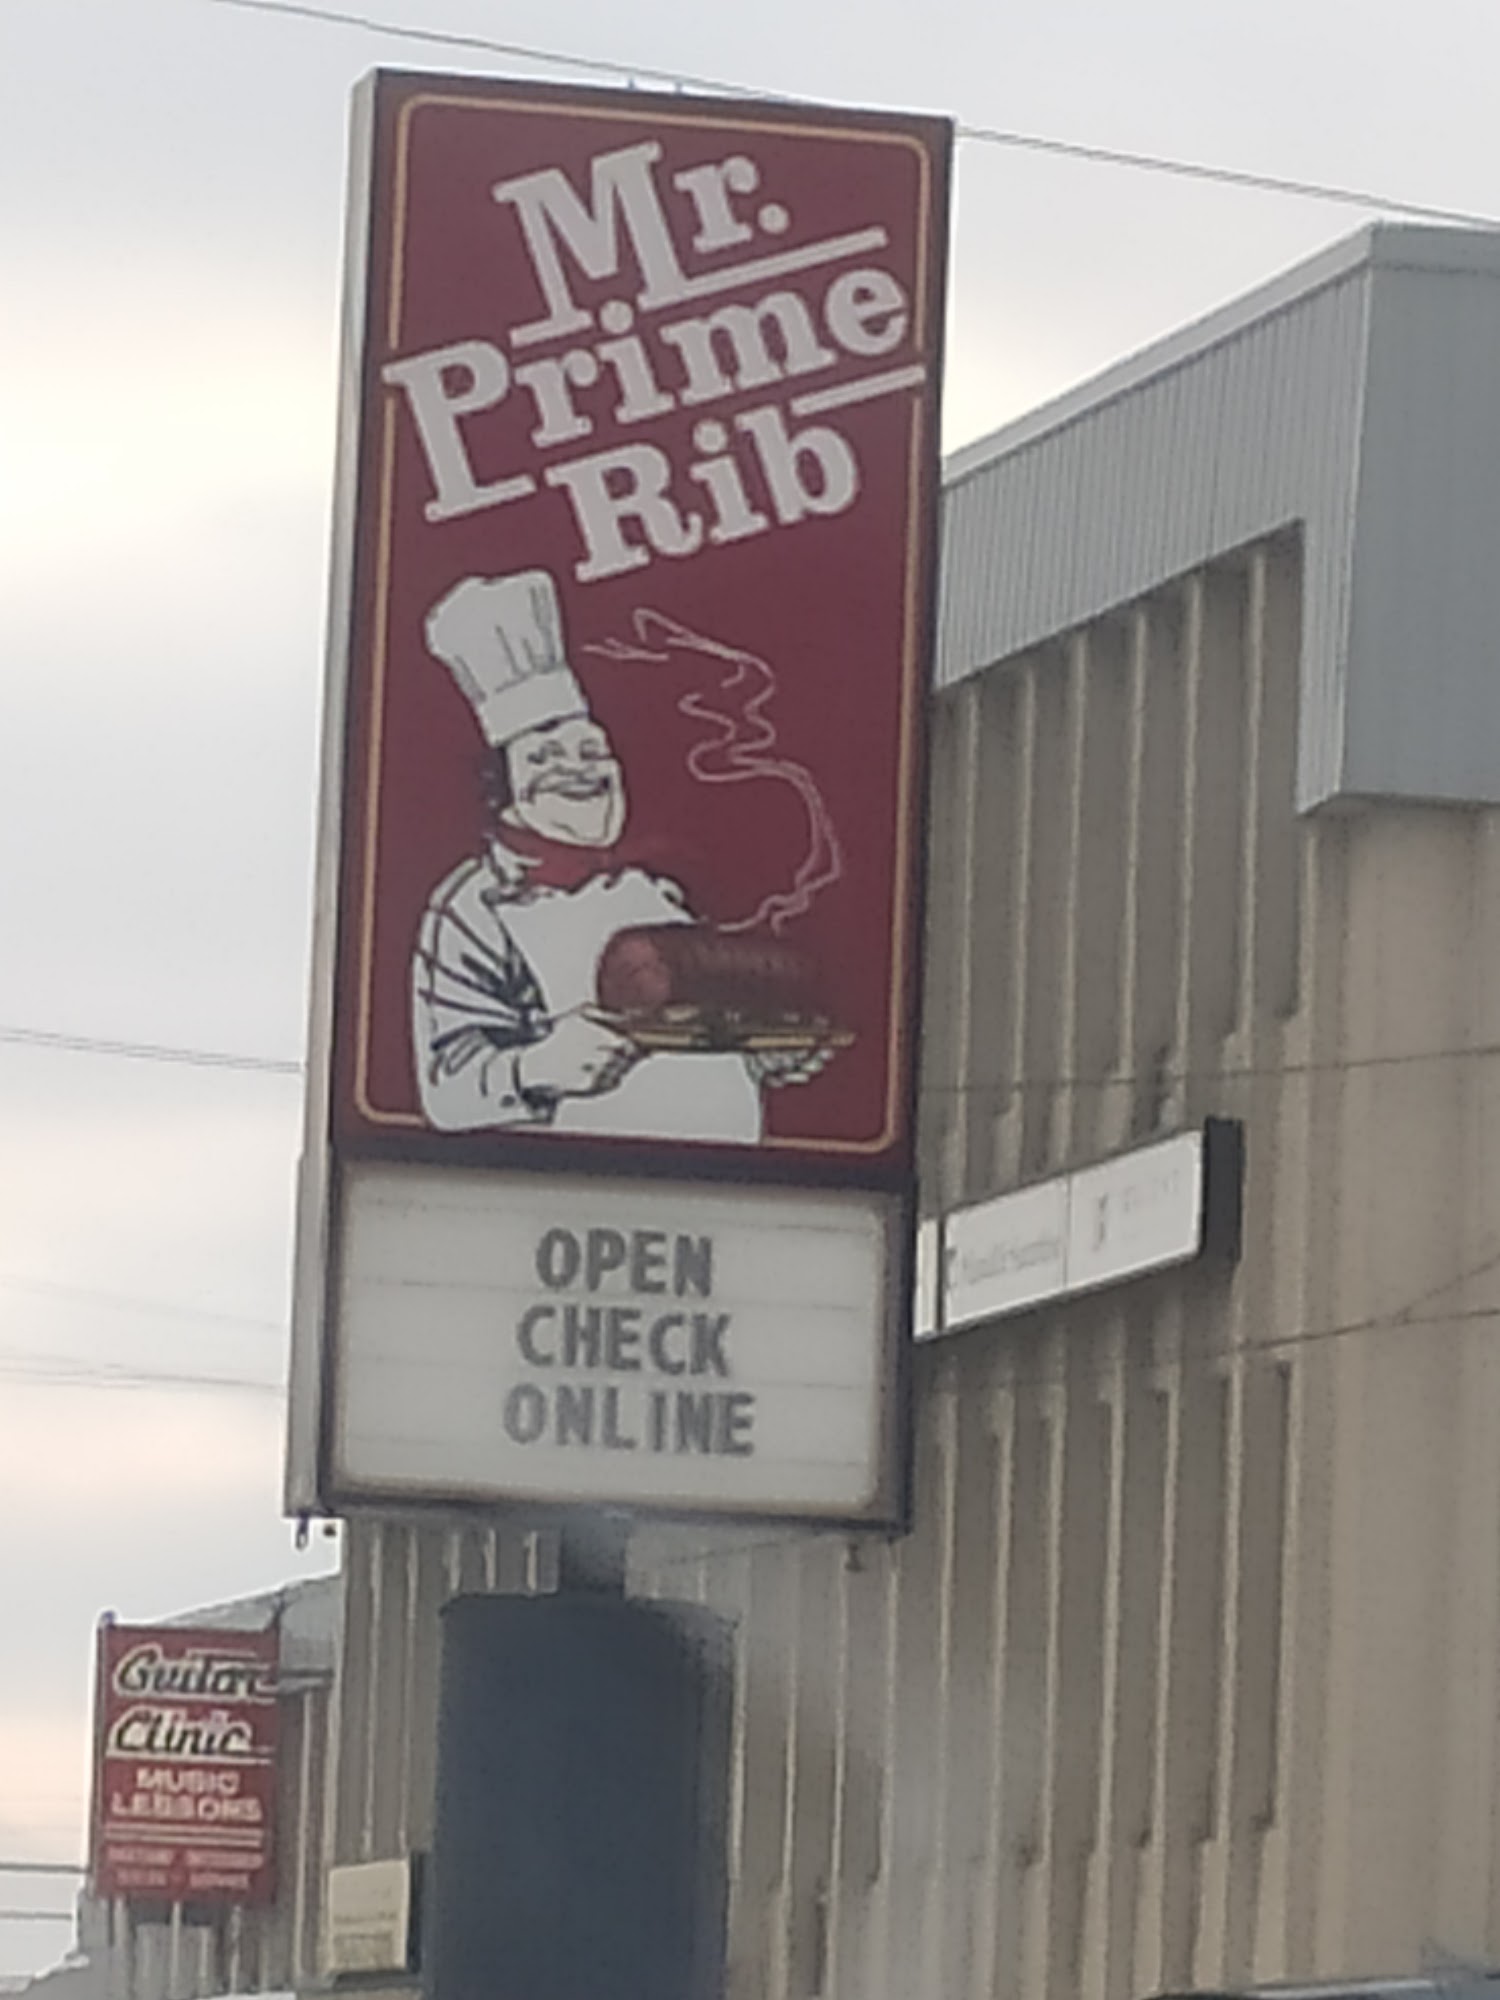 Mr.
Prime
Rib
OPEN
CHECK
ONLINE
Guitar
Clinic
MUSIC
LESSONS